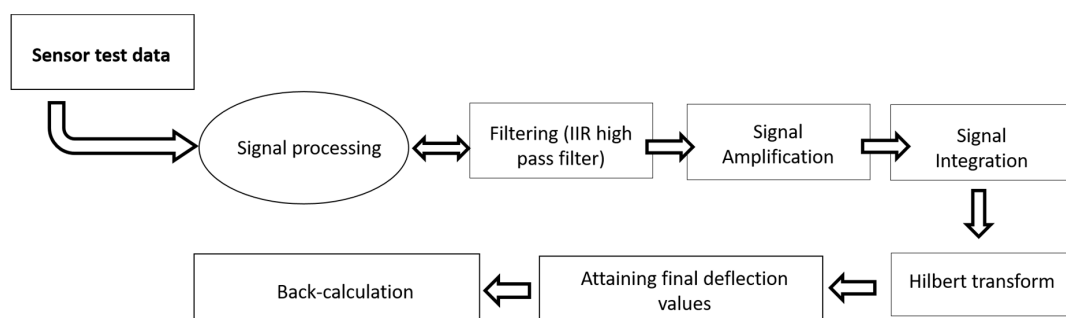 Sensor test data
Signal processing
Filtering (IIR high
pass filter)
Signal
Amplification
Signal
Integration
Hilbert transform
Attaining final deflection
values
Back-calculation